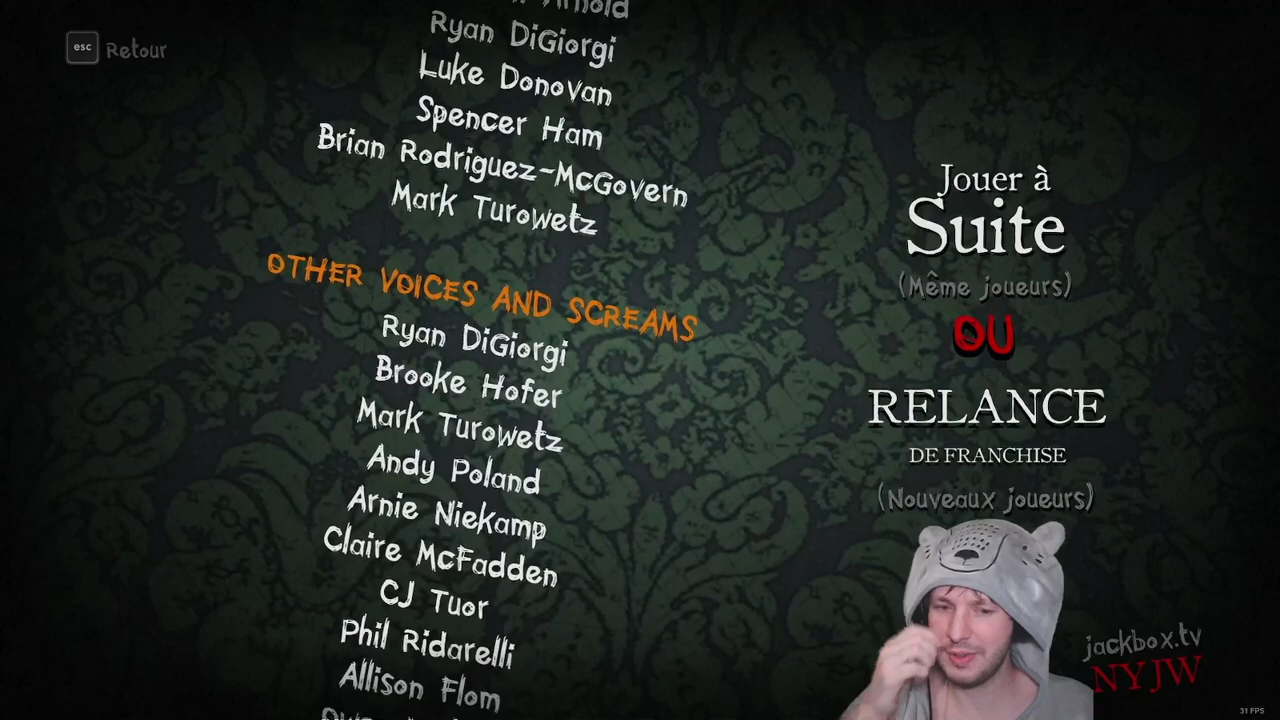 esc Retour
Ryan DiGiorgi
Luke Donovan
Spencer Ham
Brian Rodriguez-McGovern
Mark Turowetz
OTHER VOICES AND SCREAMS
Ryan DiGiorgi
Brooke Hofer
Mark Turowetz
Andy Poland
Arnie Niekamp
Claire McFadden
CJ Tuor
Phil Ridarelli
Allison Flom
Jouer à
Suite
(Même joueurs)
OU
RELANCE
DE FRANCHISE
(Nouveaux joueurs)
jackbox.tv
NYJW
31 FPS